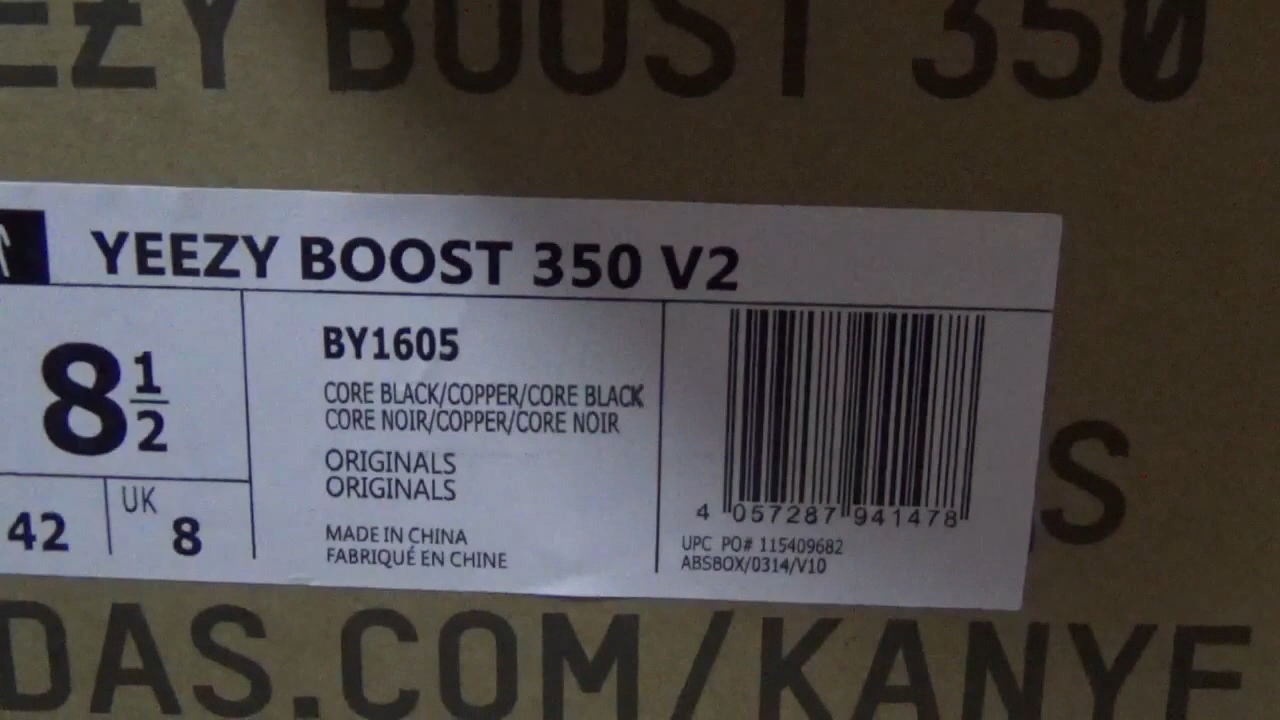 EZY BOOST 350
YEEZY BOOST 350 V2
8 1/2
42
UK
8
BY1605
CORE BLACK/COPPER/CORE BLACK
CORE NOIR/COPPER/CORE NOIR
ORIGINALS
ORIGINALS
MADE IN CHINA
FABRIQUÉ EN CHINE
4 057287 941478
UPC PO# 115409682
ABSBOX/0314/V10
S
DAS.COM/KANYE